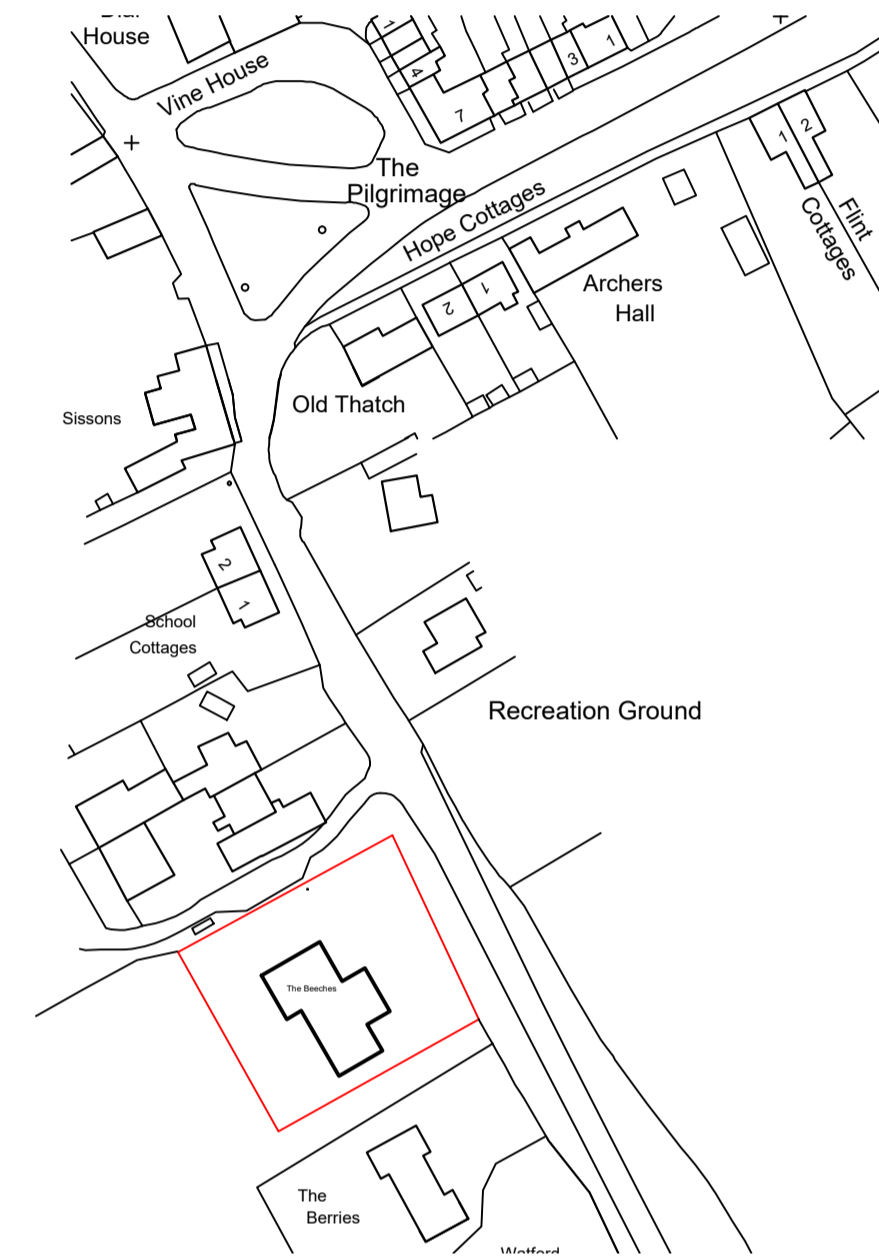 House
Vine House
1
4
7
3
1
The
Pilgrimage
Hope Cottages
1
2
Flint
Cottages
Archers
Hall
2
1
Old Thatch
Sissons
2
1
School
Cottages
Recreation Ground
The Beeches
The
Berries
Watford